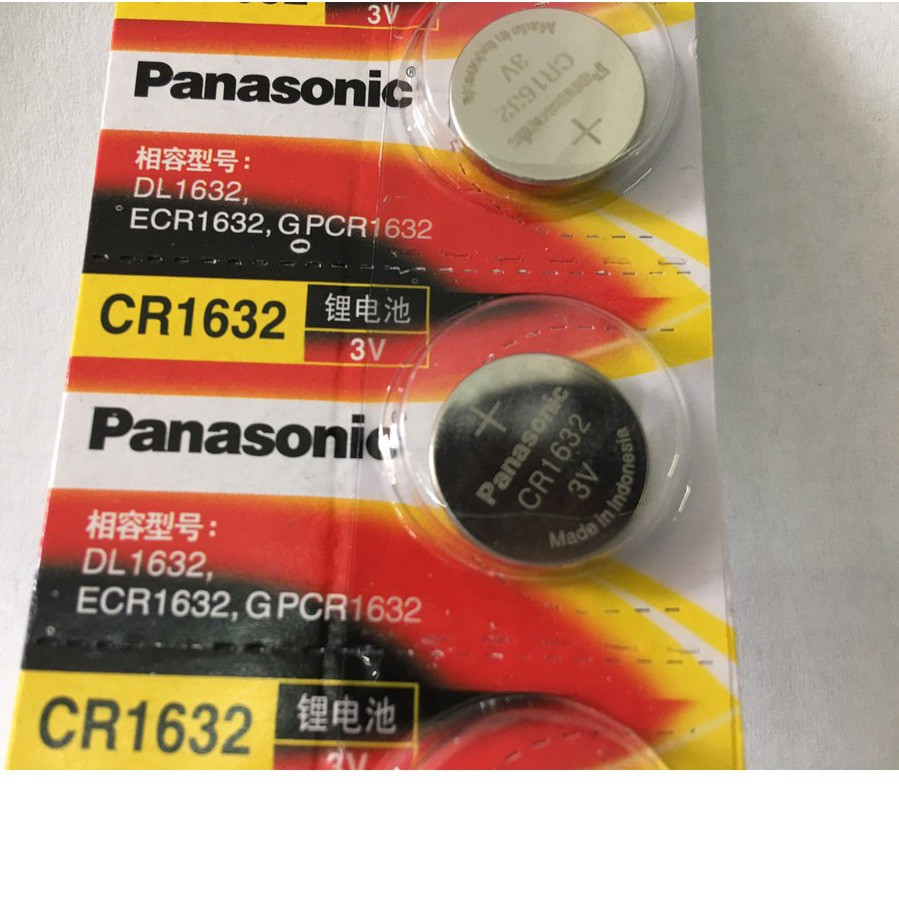 3V
Panasonic®
相容型号:
DL1632,
ECR1632, GPCR1632
Panasonic
CR1632
3V
Made in Indonesia
CR1632
锂电池
3V
Panasonic
相容型号:
DL1632,
ECR1632, GPCR1632
Panasonic
CR1632
3V
Made in Indonesia
CR1632
锂电池
3V